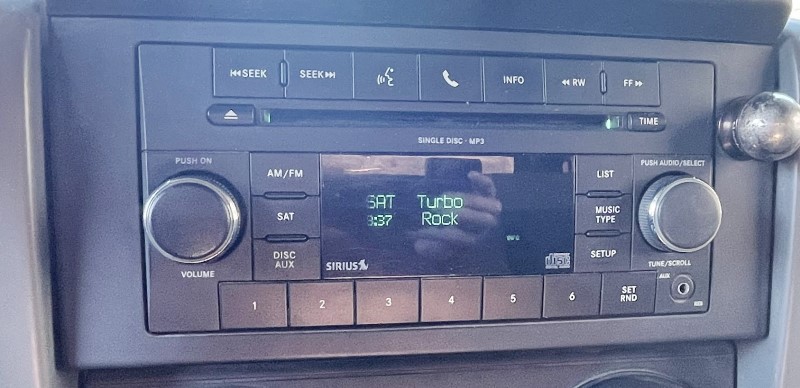 SEEK
SEEK
INFO
RW
FF
TIME
SINGLE DISC · MP3
PUSH ON
PUSH AUDIO/SELECT
AM/FM
LIST
SAT
MUSIC
TYPE
DISC
AUX
SETUP
SAT Turbo
:37 Rock
SIRIUS
DISC
VOLUME
TUNE/SCROLL
1
2
3
4
5
6
SET
RND
AUX